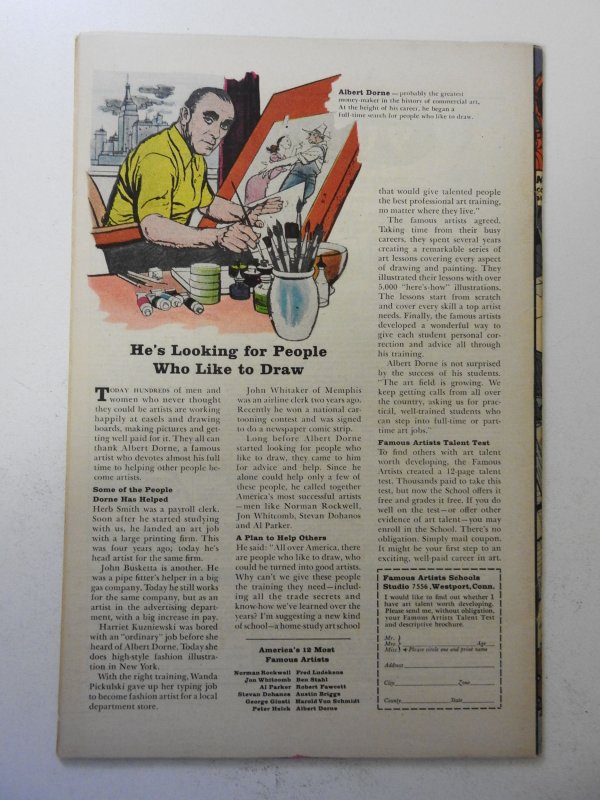 Albert Dorne — probably the greatest
money-maker in the history of commercial art.
At the height of his career, he began a
full-time search for people who like to draw.
He's Looking for People
Who Like to Draw
TODAY HUNDREDS of men and
women who never thought
they could be artists are working
happily at easels and drawing
boards, making pictures and get-
ting well paid for it. They all can
thank Albert Dorne, a famous
artist who devotes almost his full
time to helping other people be-
come artists.
Some of the People
Dorne Has Helped
Herb Smith was a payroll clerk.
Soon after he started studying
with us, he landed an art job
with a large printing firm. This
was four years ago; today he's
head artist for the same firm.
John Busketta is another. He
was a pipe fitter's helper in a big
gas company. Today he still works
for the same company, but as an
artist in the advertising depart-
ment, with a big increase in pay.
Harriet Kuzniewski was bored
with an "ordinary" job before she
heard of Albert Dorne. Today she
does high-style fashion illustra-
tion in New York.
With the right training, Wanda
Pickulski gave up her typing job
to become fashion artist for a local
department store.
John Whitaker of Memphis
was an airline clerk two years ago.
Recently he won a national car-
tooning contest and was signed
to do a newspaper comic strip.
Long before Albert Dorne
started looking for people who
like to draw, they came to him
for advice and help. Since he
alone could help only a few of
these people, he called together
America's most successful artists
—men like Norman Rockwell,
Jon Whitcomb, Stevan Dohanos
and Al Parker.
A Plan to Help Others
He said: "All over America, there
are people who like to draw, who
could be turned into good artists.
Why can't we give these people
the training they need—includ-
ing all the trade secrets and
know-how we've learned over the
years? I'm suggesting a new kind
of school—a home-study art school
America's 12 Most
Famous Artists
Norman Rockwell Fred Ludekens
Jon Whitcomb Ben Stahl
Al Parker Robert Fawcett
Stevan Dohanos Austin Briggs
George Giusti Harold Von Schmidt
Peter Helck Albert Dorne
that would give talented people
the best professional art training,
no matter where they live."
The famous artists agreed.
Taking time from their busy
careers, they spent several years
creating a remarkable series of
art lessons covering every aspect
of drawing and painting. They
illustrated their lessons with over
5,000 "here's-how" illustrations.
The lessons start from scratch
and cover every skill a top artist
needs. Finally, the famous artists
developed a wonderful way to
give each student personal cor-
rection and advice all through
his training.
Albert Dorne is not surprised
by the success of his students.
"The art field is growing. We
keep getting calls from all over
the country, asking us for prac-
tical, well-trained students who
can step into full-time or part-
time art jobs."
Famous Artists Talent Test
To find others with art talent
worth developing, the Famous
Artists created a 12-page talent
test. Thousands paid to take this
test, but now the School offers it
free and grades it free. If you do
well on the test—or offer other
evidence of art talent—you may
enroll in the School. There's no
obligation. Simply mail coupon.
It might be your first step to an
exciting, well-paid career in art.
Famous Artists Schools
Studio 7556, Westport, Conn.
I would like to find out whether I
have art talent worth developing.
Please send me, without obligation,
your Famous Artists Talent Test
and descriptive brochure.
Mr.
Mrs. Age
Miss Please circle one and print name
Address
City Zone
County State